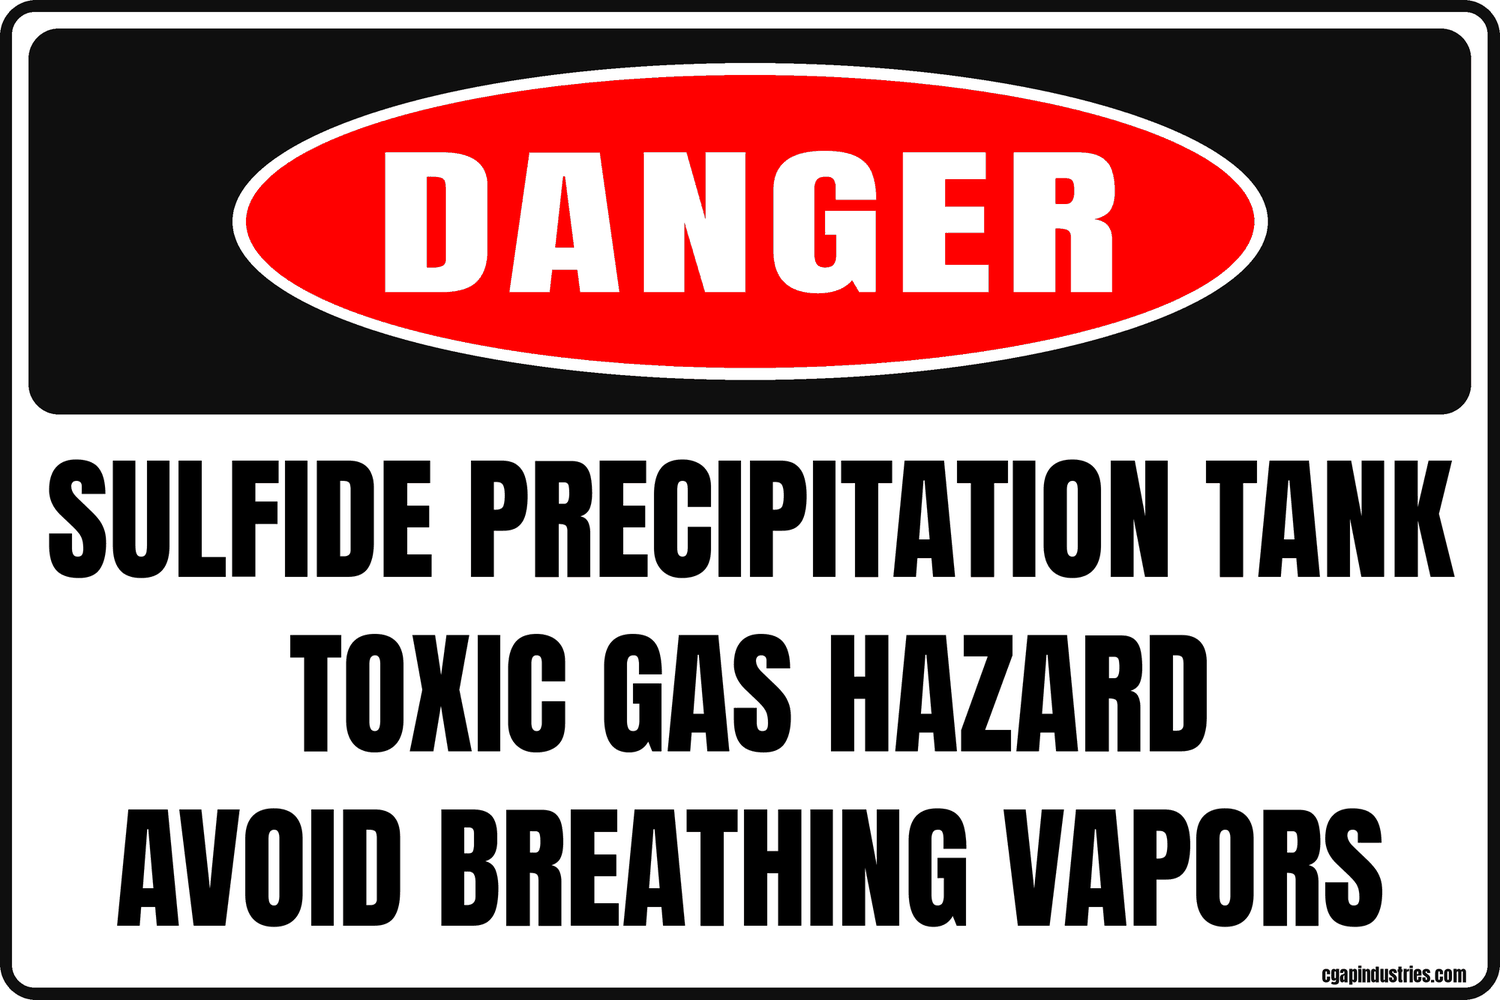 DANGER
SULFIDE PRECIPITATION TANK
TOXIC GAS HAZARD
AVOID BREATHING VAPORS
cgapindustries.com